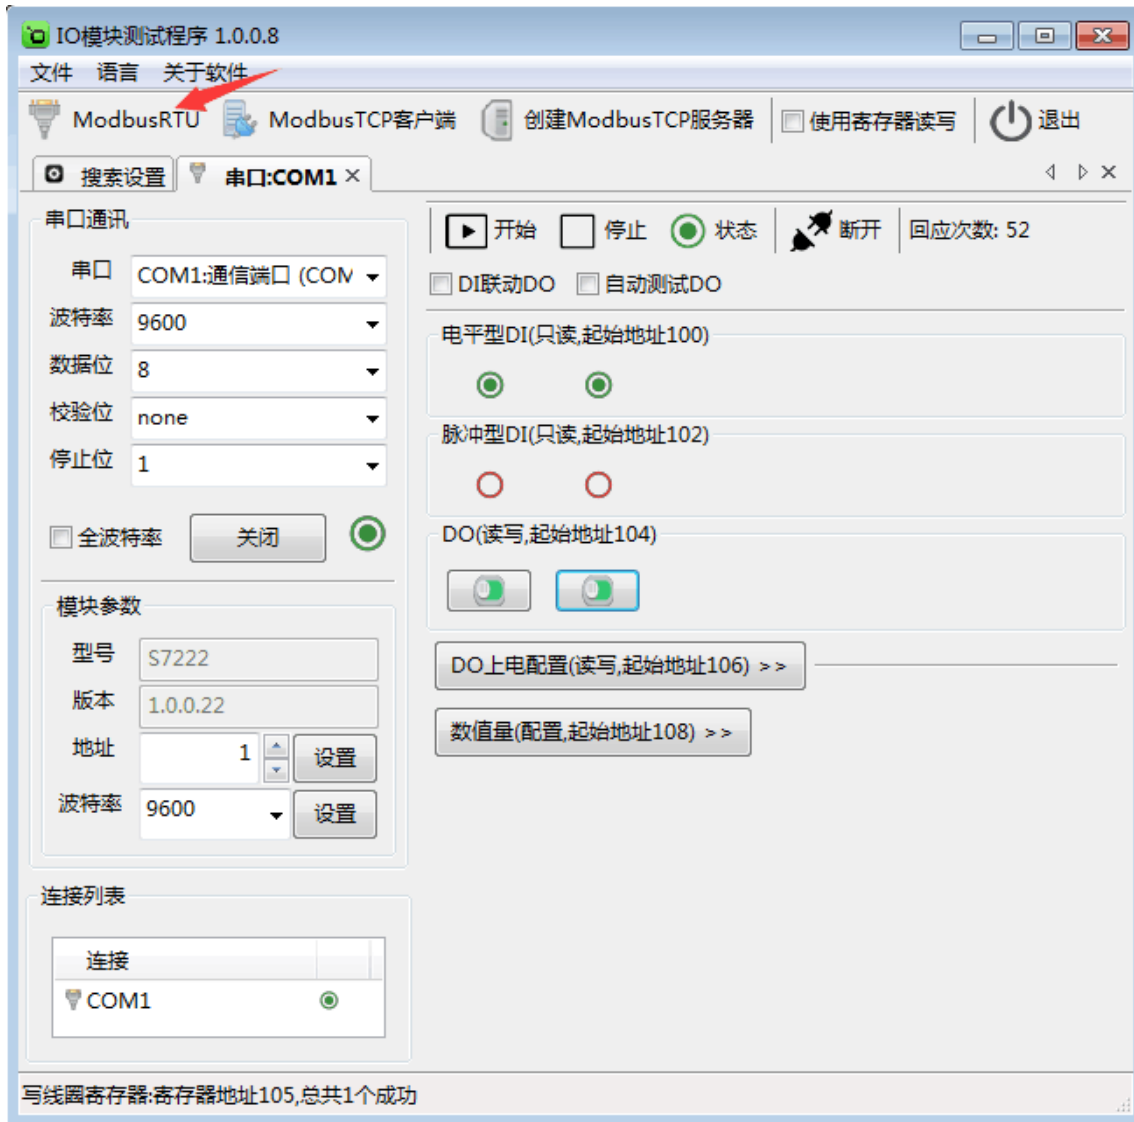 IO模块测试程序 1.0.0.8
文件 语言 关于软件
ModbusRTU ModbusTCP客户端 创建ModbusTCP服务器 使用寄存器读写 退出
搜索设置 串口:COM1
串口通讯
串口 COM1:通信端口 (COM
波特率 9600
数据位 8
校验位 none
停止位 1
全波特率 关闭
模块参数
型号 S7222
版本 1.0.0.22
地址 1 设置
波特率 9600 设置
连接列表
连接
COM1
开始 停止 状态 断开 回应次数: 52
DI联动DO 自动测试DO
电平型DI(只读,起始地址100)
脉冲型DI(只读,起始地址102)
DO(读写,起始地址104)
DO上电配置(读写,起始地址106) >>
数值量(配置,起始地址108) >>
写线圈寄存器:寄存器地址105,总共1个成功